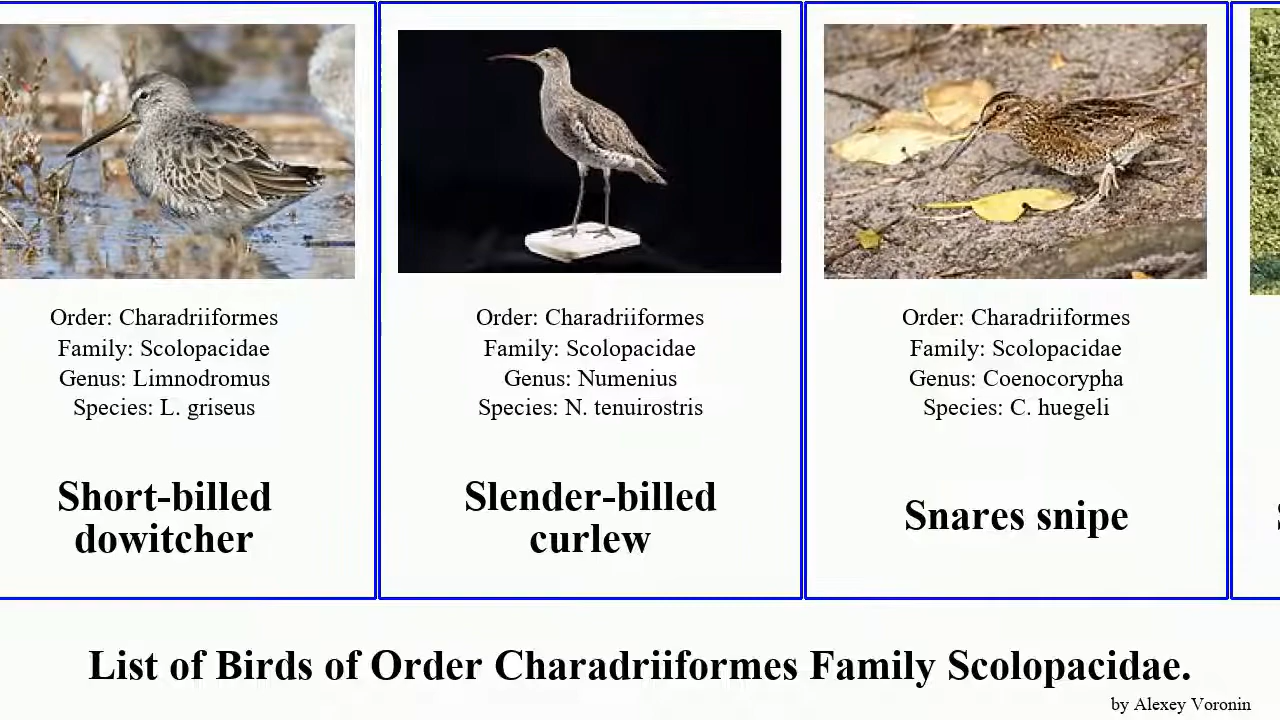 Order: Charadriiformes
Family: Scolopacidae
Genus: Limnodromus
Species: L. griseus
Short-billed
dowitcher
Order: Charadriiformes
Family: Scolopacidae
Genus: Numenius
Species: N. tenuirostris
Slender-billed
curlew
Order: Charadriiformes
Family: Scolopacidae
Genus: Coenocorypha
Species: C. huegeli
Snares snipe
List of Birds of Order Charadriiformes Family Scolopacidae.
by Alexey Voronin